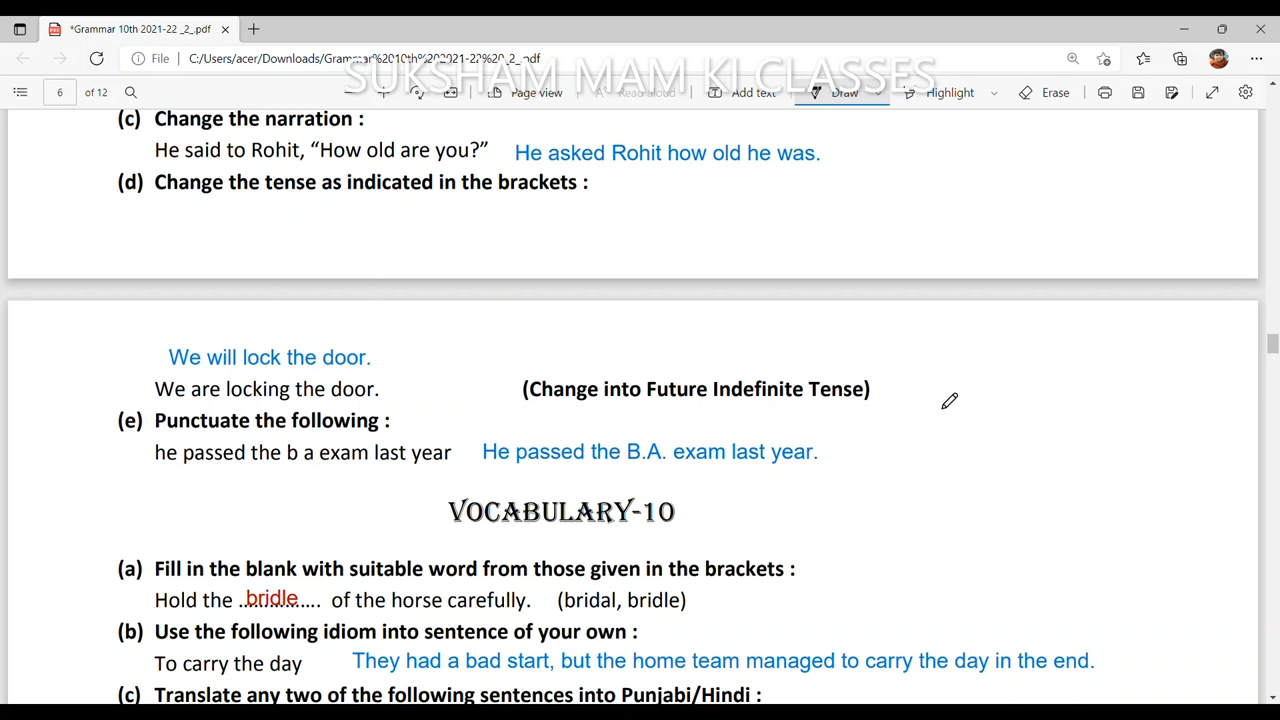 *Grammar 10th 2021-22 _2_.pdf
File C:/Users/acer/Downloads/Grammar%2010th%202021-22%20_2_.pdf
SUKSHAM MAM KI CLASSES
6 of 12 Page view Read aloud Add text Draw Highlight Erase
(c) Change the narration :
He said to Rohit, “How old are you?” He asked Rohit how old he was.
(d) Change the tense as indicated in the brackets :
We will lock the door.
We are locking the door. (Change into Future Indefinite Tense)
(e) Punctuate the following :
he passed the b a exam last year He passed the B.A. exam last year.
VOCABULARY-10
(a) Fill in the blank with suitable word from those given in the brackets :
Hold the ..bridle.... of the horse carefully. (bridal, bridle)
(b) Use the following idiom into sentence of your own :
To carry the day They had a bad start, but the home team managed to carry the day in the end.
(c) Translate any two of the following sentences into Punjabi/Hindi :